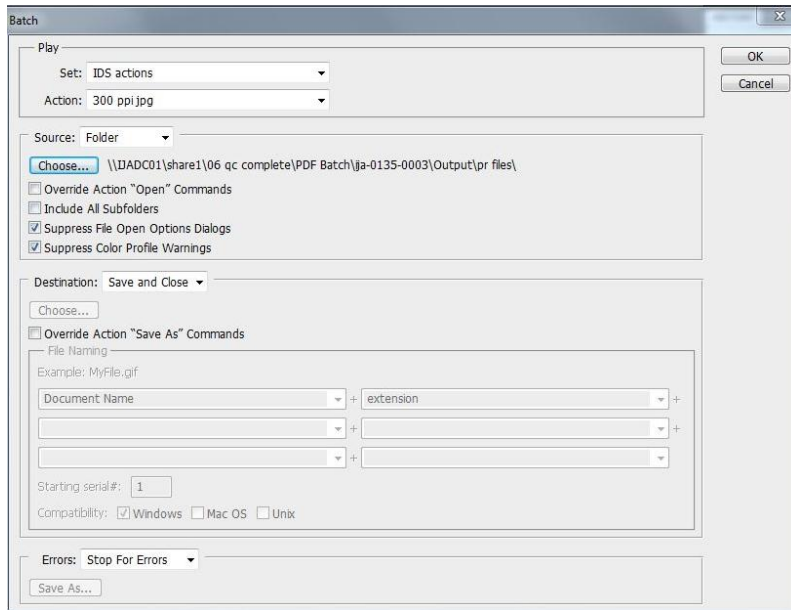 Batch
Play
Set: IDS actions
Action: 300 ppi jpg
OK
Cancel
Source: Folder
Choose... \\IJADC01\share1\06 qc complete\PDF Batch\jja-0135-0003\Output\pr files\
Override Action "Open" Commands
Include All Subfolders
Suppress File Open Options Dialogs
Suppress Color Profile Warnings
Destination: Save and Close
Choose...
Override Action "Save As" Commands
File Naming
Example: MyFile.gif
Document Name + extension +
+ +
+
Starting serial#: 1
Compatibility: Windows Mac OS Unix
Errors: Stop For Errors
Save As...